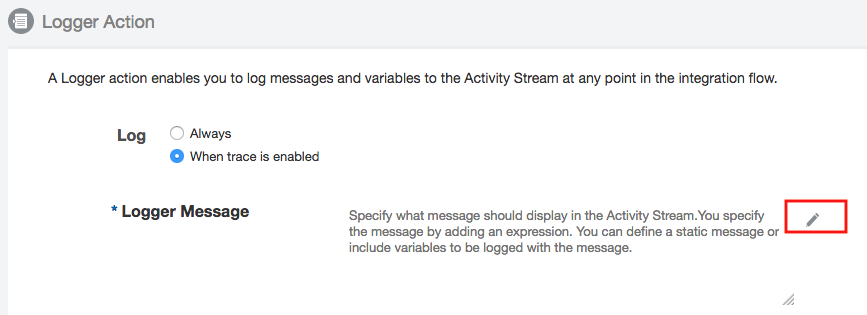 Logger Action
A Logger action enables you to log messages and variables to the Activity Stream at any point in the integration flow.
Log
Always
When trace is enabled
* Logger Message
Specify what message should display in the Activity Stream.You specify
the message by adding an expression. You can define a static message or
include variables to be logged with the message.